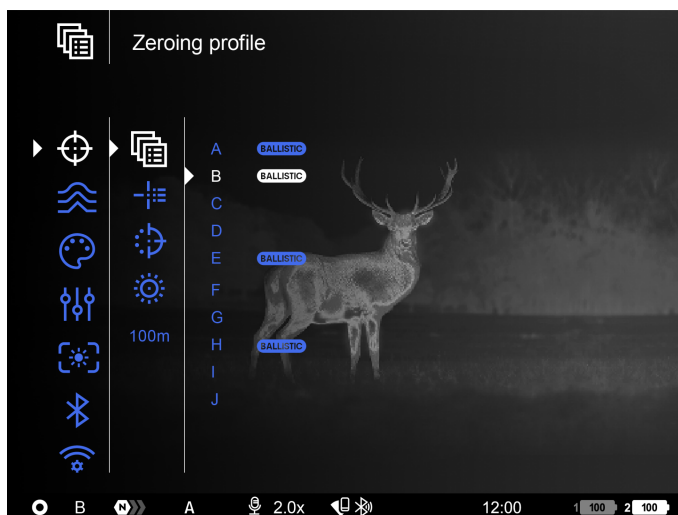 Zeroing profile
A BALLISTIC
B BALLISTIC
C
D
E BALLISTIC
F
G
100m
H BALLISTIC
I
J
B N A 2.0x 12:00 1 100 2 100